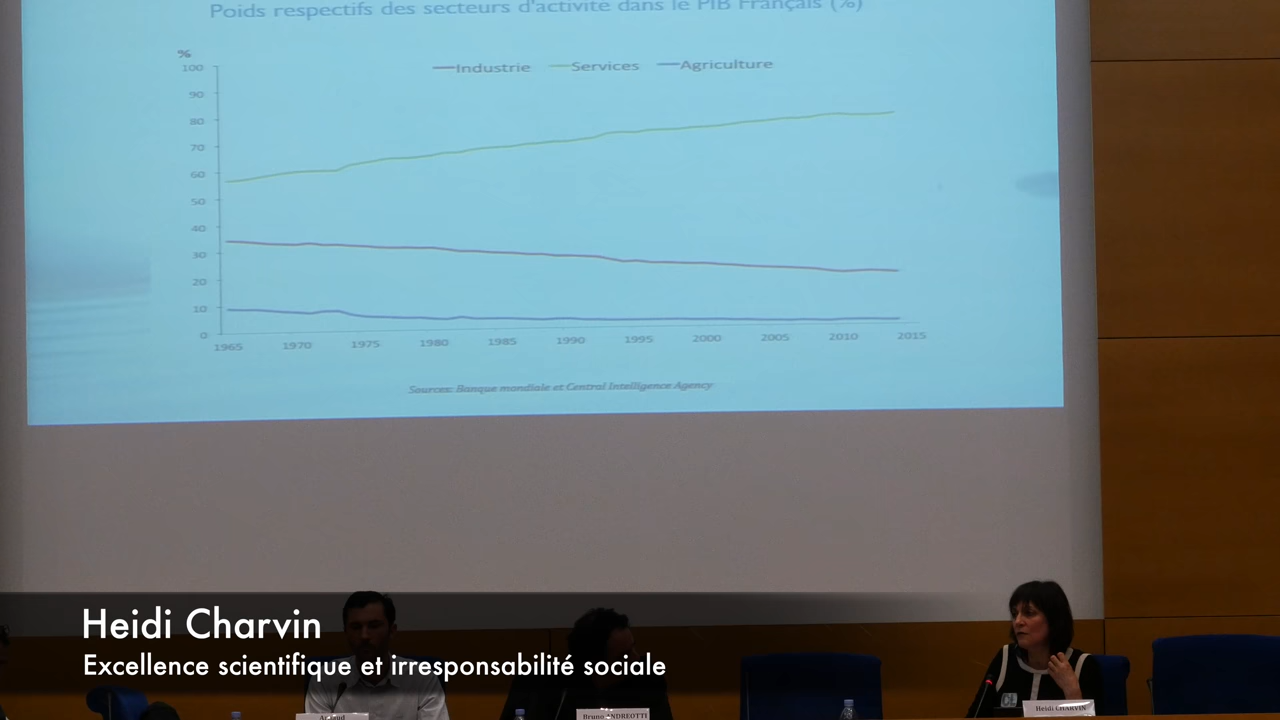 Poids respectifs des secteurs d'activité dans le PIB Français (%)
%
Industrie Services Agriculture
100
90
80
70
60
50
40
30
20
10
0
1965 1970 1975 1980 1985 1990 1995 2000 2005 2010 2015
Sources: Banque mondiale et Central Intelligence Agency
Heidi Charvin
Excellence scientifique et irresponsabilité sociale
Bruno ANDREOTTI
Heidi CHARVIN